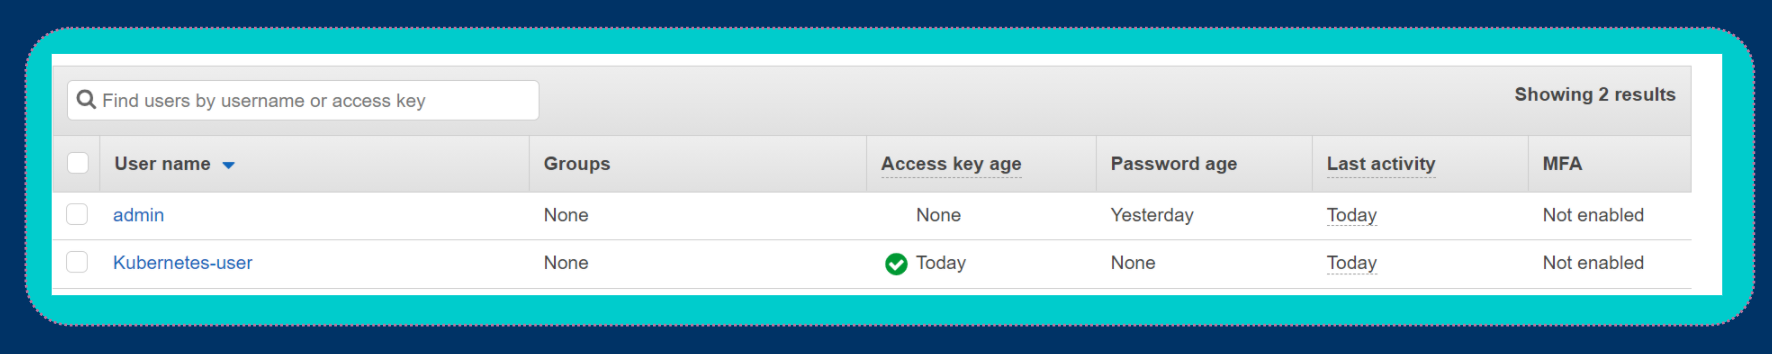 Find users by username or access key
Showing 2 results
User name Groups Access key age Password age Last activity MFA
admin None None Yesterday Today Not enabled
Kubernetes-user None Today None Today Not enabled